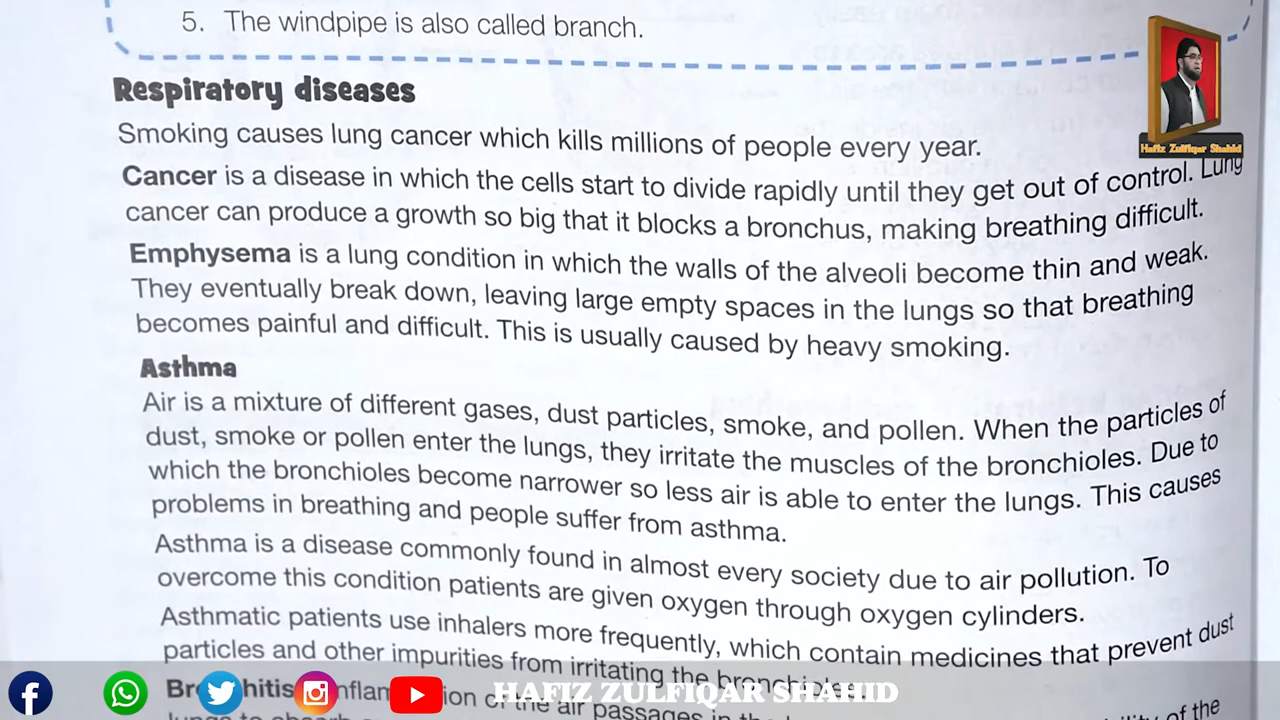 5. The windpipe is also called branch.
Respiratory diseases
Smoking causes lung cancer which kills millions of people every year.
Cancer is a disease in which the cells start to divide rapidly until they get out of control. Lung
cancer can produce a growth so big that it blocks a bronchus, making breathing difficult.
Emphysema is a lung condition in which the walls of the alveoli become thin and weak.
They eventually break down, leaving large empty spaces in the lungs so that breathing
becomes painful and difficult. This is usually caused by heavy smoking.
Asthma
Air is a mixture of different gases, dust particles, smoke, and pollen. When the particles of
dust, smoke or pollen enter the lungs, they irritate the muscles of the bronchioles. Due to
which the bronchioles become narrower so less air is able to enter the lungs. This causes
problems in breathing and people suffer from asthma.
Asthma is a disease commonly found in almost every society due to air pollution. To
overcome this condition patients are given oxygen through oxygen cylinders.
Asthmatic patients use inhalers more frequently, which contain medicines that prevent dust
particles and other impurities from irritating the bronchioles.
of the air passages in
of the
Hafiz Zulfiqar Shahid
HAFIZ ZULFIQAR SHAHID